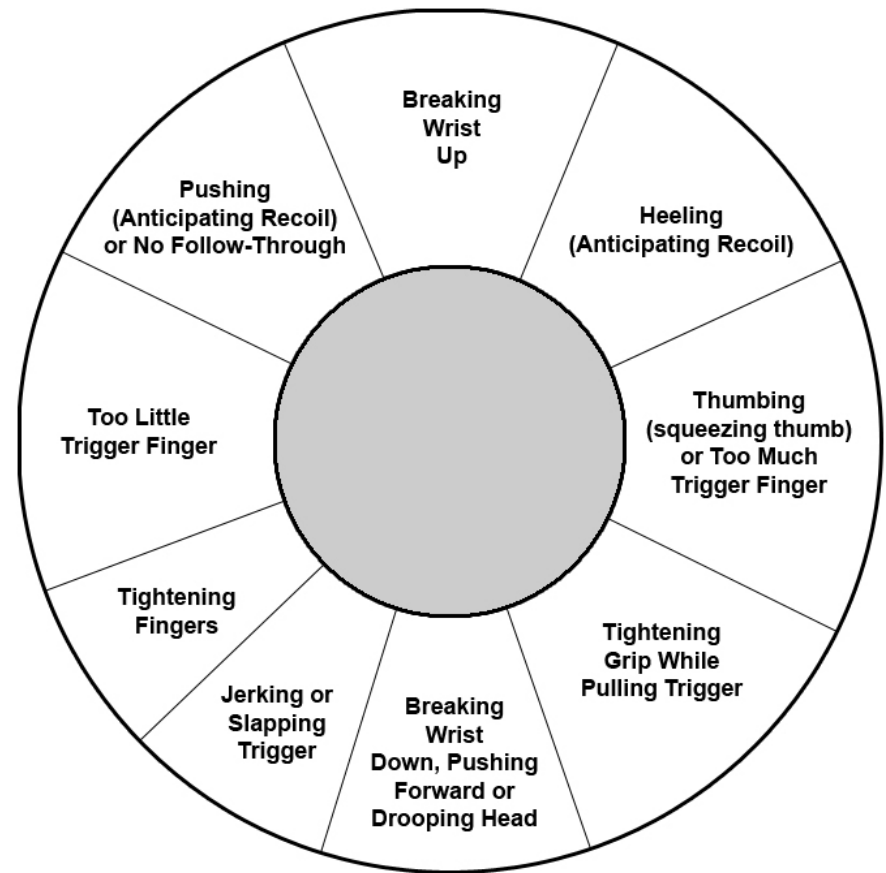 Breaking
Wrist
Up
Heeling
(Anticipating Recoil)
Thumbing
(squeezing thumb)
or Too Much
Trigger Finger
Tightening
Grip While
Pulling Trigger
Breaking
Wrist
Down, Pushing
Forward or
Drooping Head
Jerking or
Slapping
Trigger
Tightening
Fingers
Too Little
Trigger Finger
Pushing
(Anticipating Recoil)
or No Follow-Through